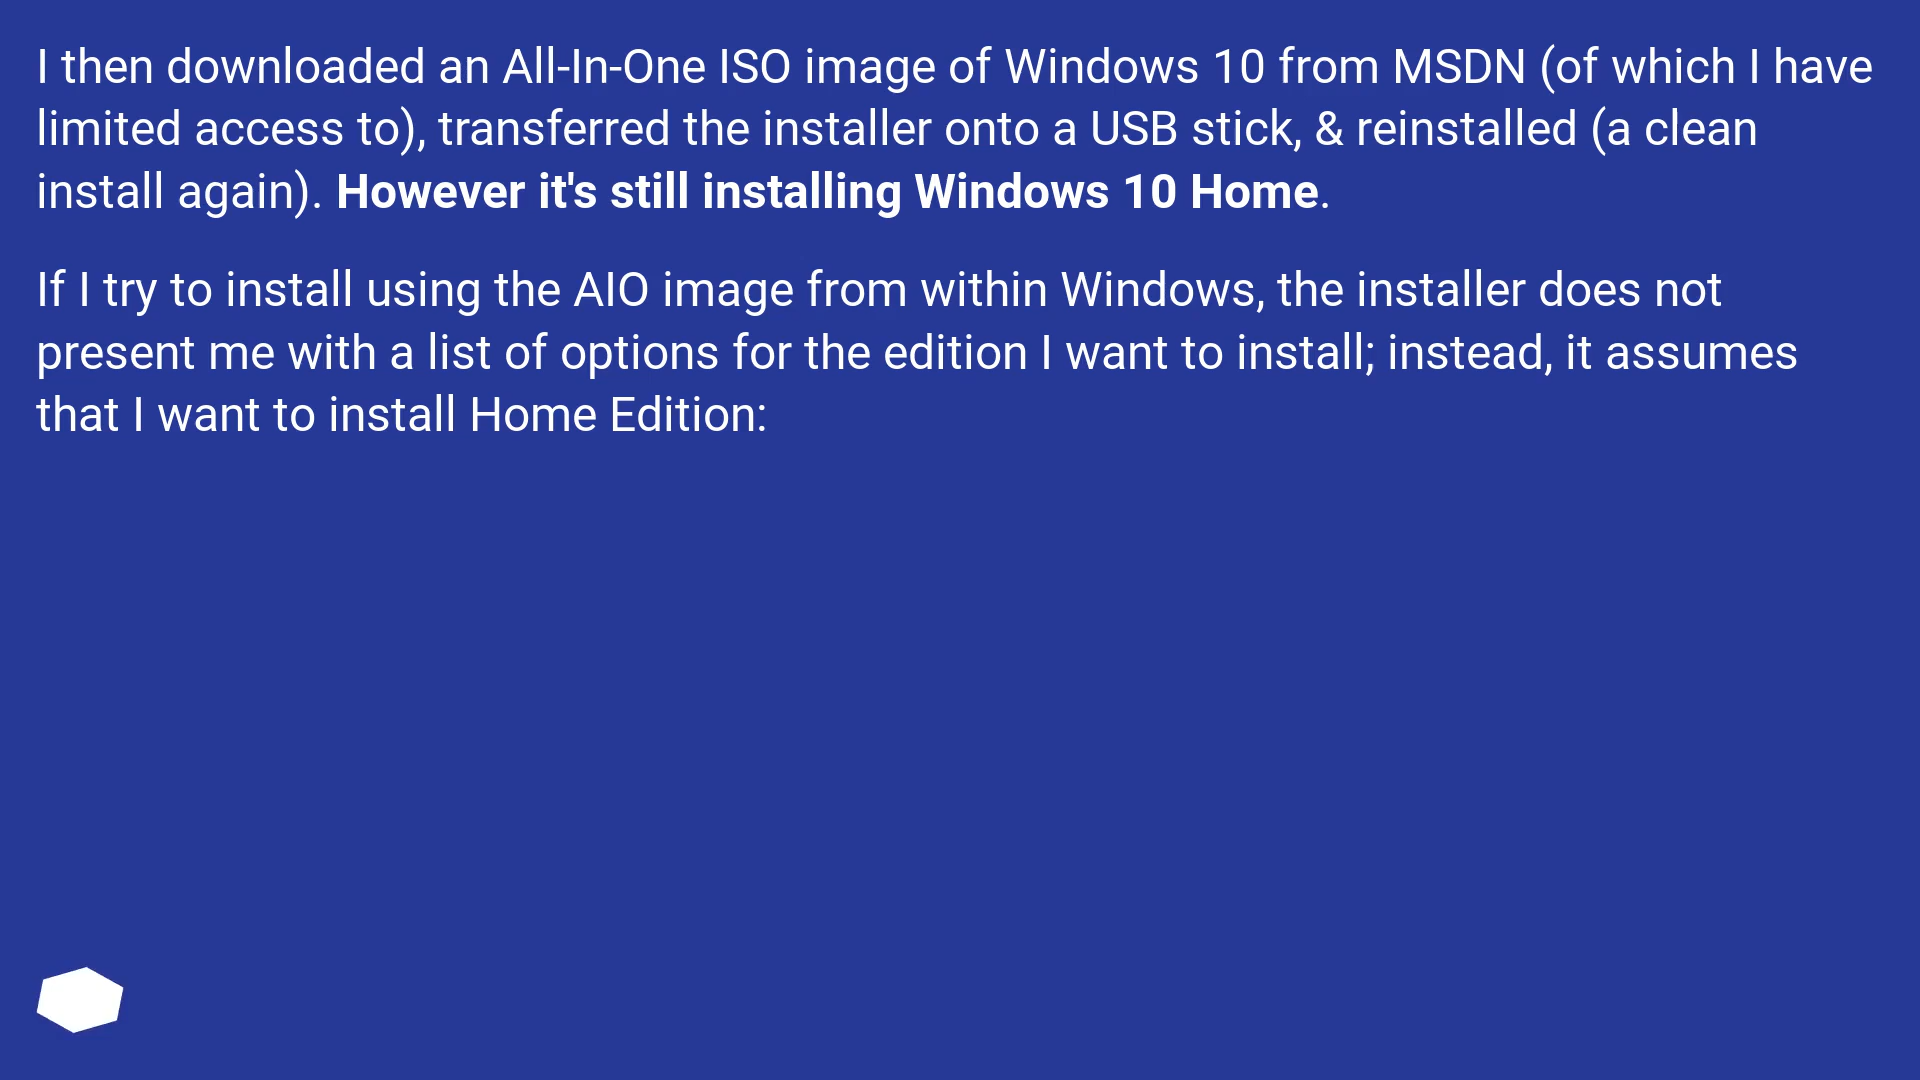 I then downloaded an All-In-One ISO image of Windows 10 from MSDN (of which I have
limited access to), transferred the installer onto a USB stick, & reinstalled (a clean
install again). However it's still installing Windows 10 Home.
If I try to install using the AIO image from within Windows, the installer does not
present me with a list of options for the edition I want to install; instead, it assumes
that I want to install Home Edition: